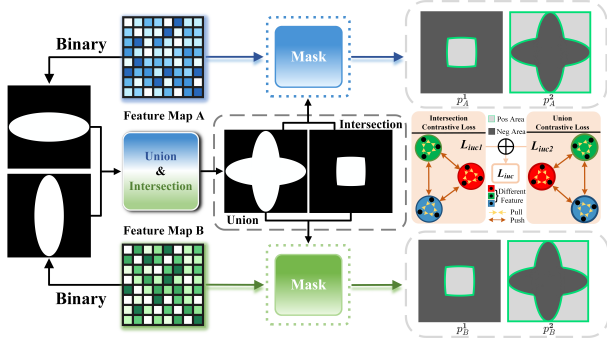 Binary
Feature Map A
Mask
p_A^1
p_A^2
Union
&
Intersection
Intersection
Union
Intersection
Contrastive Loss
Pos Area
Neg Area
Union
Contrastive Loss
L_iuc1
L_iuc2
L_iuc
Different
Feature
Pull
Push
Feature Map B
Binary
Mask
p_B^1
p_B^2